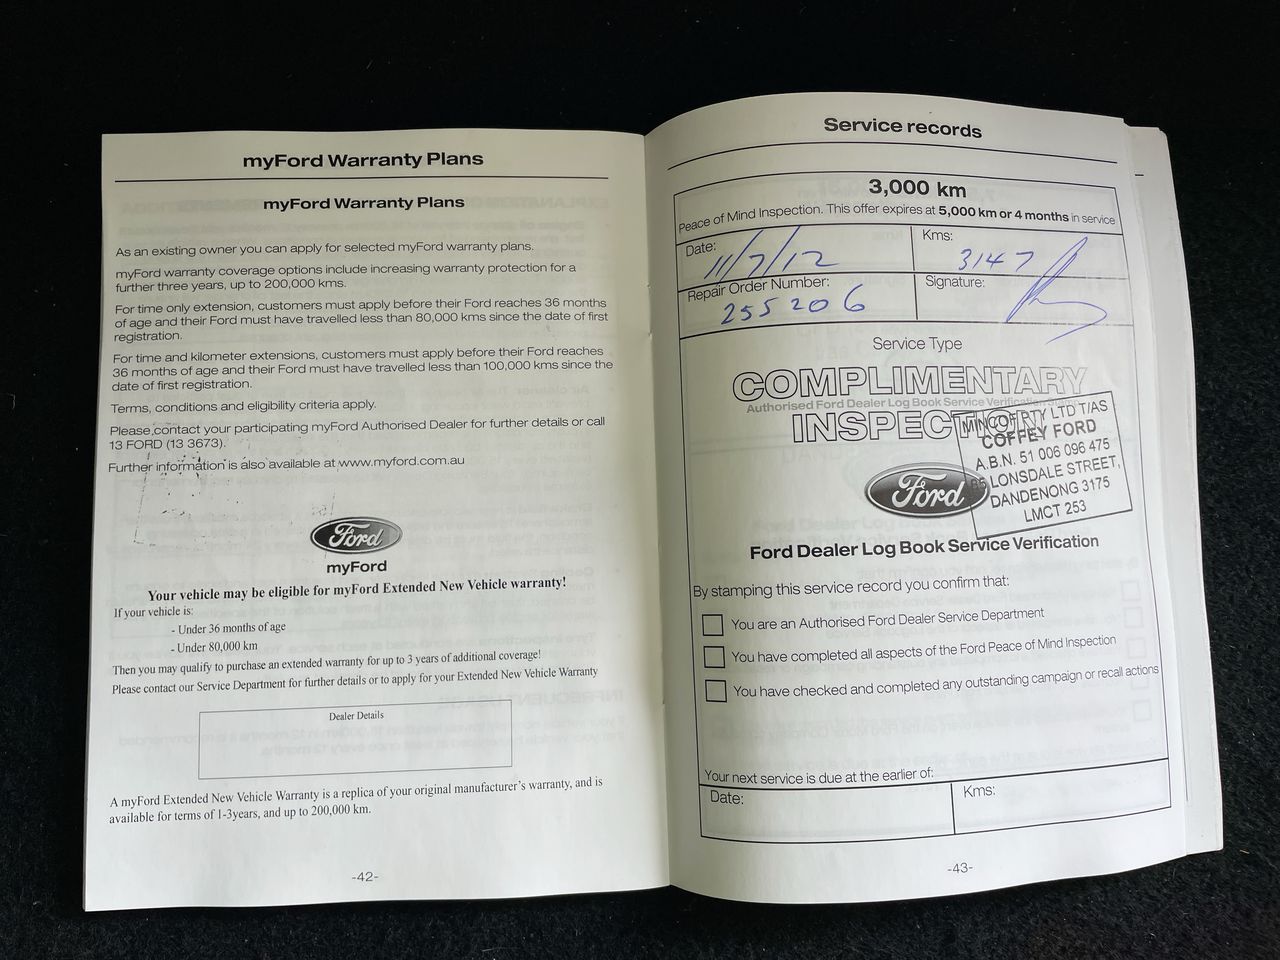 myFord Warranty Plans
myFord Warranty Plans
As an existing owner you can apply for selected myFord warranty plans.
myFord warranty coverage options include increasing warranty protection for a
further three years, up to 200,000 kms.
For time only extension, customers must apply before their Ford reaches 36 months
of age and their Ford must have travelled less than 80,000 kms since the date of first
registration.
For time and kilometer extensions, customers must apply before their Ford reaches
36 months of age and their Ford must have travelled less than 100,000 kms since the
date of first registration.
Terms, conditions and eligibility criteria apply.
Please contact your participating myFord Authorised Dealer for further details or call
13 FORD (13 3673).
Further information is also available at www.myford.com.au
Ford
myFord
Your vehicle may be eligible for myFord Extended New Vehicle warranty!
If your vehicle is:
- Under 36 months of age
- Under 80,000 km
Then you may qualify to purchase an extended warranty for up to 3 years of additional coverage!
Please contact our Service Department for further details or to apply for your Extended New Vehicle Warranty
Dealer Details
A myFord Extended New Vehicle Warranty is a replica of your original manufacturer's warranty, and is
available for terms of 1-3years, and up to 200,000 km.
-42-
Service records
3,000 km
Peace of Mind Inspection. This offer expires at 5,000 km or 4 months in service
Date: 11/7/12
Kms: 3147
Repair Order Number: 255206
Signature:
Service Type
COMPLIMENTARY
Authorised Ford Dealer Log Book Service Verification
INSPECTION
PTY LTD T/AS
COFFEY FORD
A.B.N. 51 006 096 475
LONSDALE STREET,
DANDENONG 3175
LMCT 253
Ford
Ford Dealer Log Book Service Verification
By stamping this service record you confirm that:
You are an Authorised Ford Dealer Service Department
You have completed all aspects of the Ford Peace of Mind Inspection
You have checked and completed any outstanding campaign or recall actions
Your next service is due at the earlier of:
Date:
Kms:
-43-